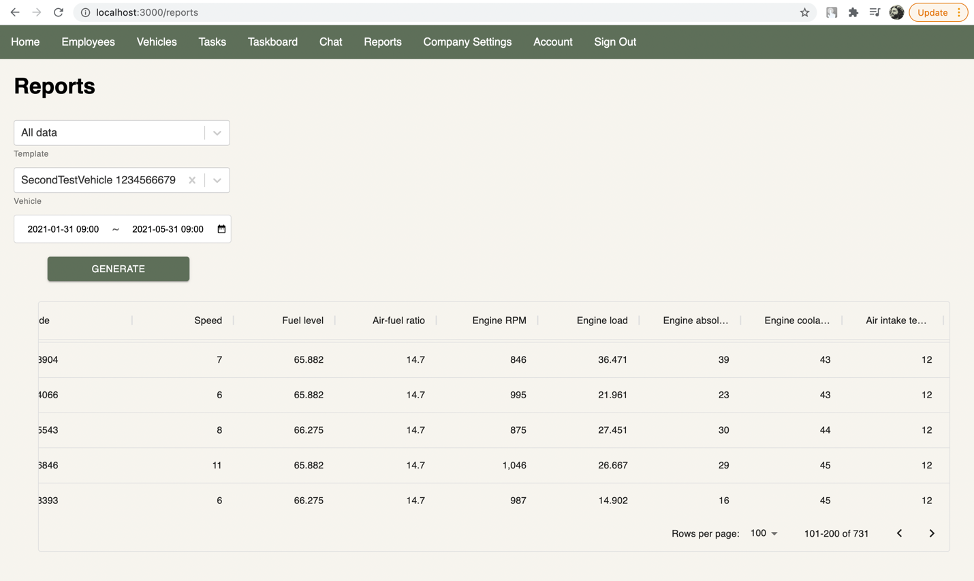 localhost:3000/reports Update
Home Employees Vehicles Tasks Taskboard Chat Reports Company Settings Account Sign Out
Reports
All data
Template
SecondTestVehicle 1234566679
Vehicle
2021-01-31 09:00 ~ 2021-05-31 09:00
GENERATE
de Speed Fuel level Air-fuel ratio Engine RPM Engine load Engine absol... Engine coola... Air intake te...
3904 7 65.882 14.7 846 36.471 39 43 12
4066 6 65.882 14.7 995 21.961 23 43 12
5543 8 66.275 14.7 875 27.451 30 44 12
6846 11 65.882 14.7 1,046 26.667 29 45 12
3393 6 66.275 14.7 987 14.902 16 45 12
Rows per page: 100 101-200 of 731